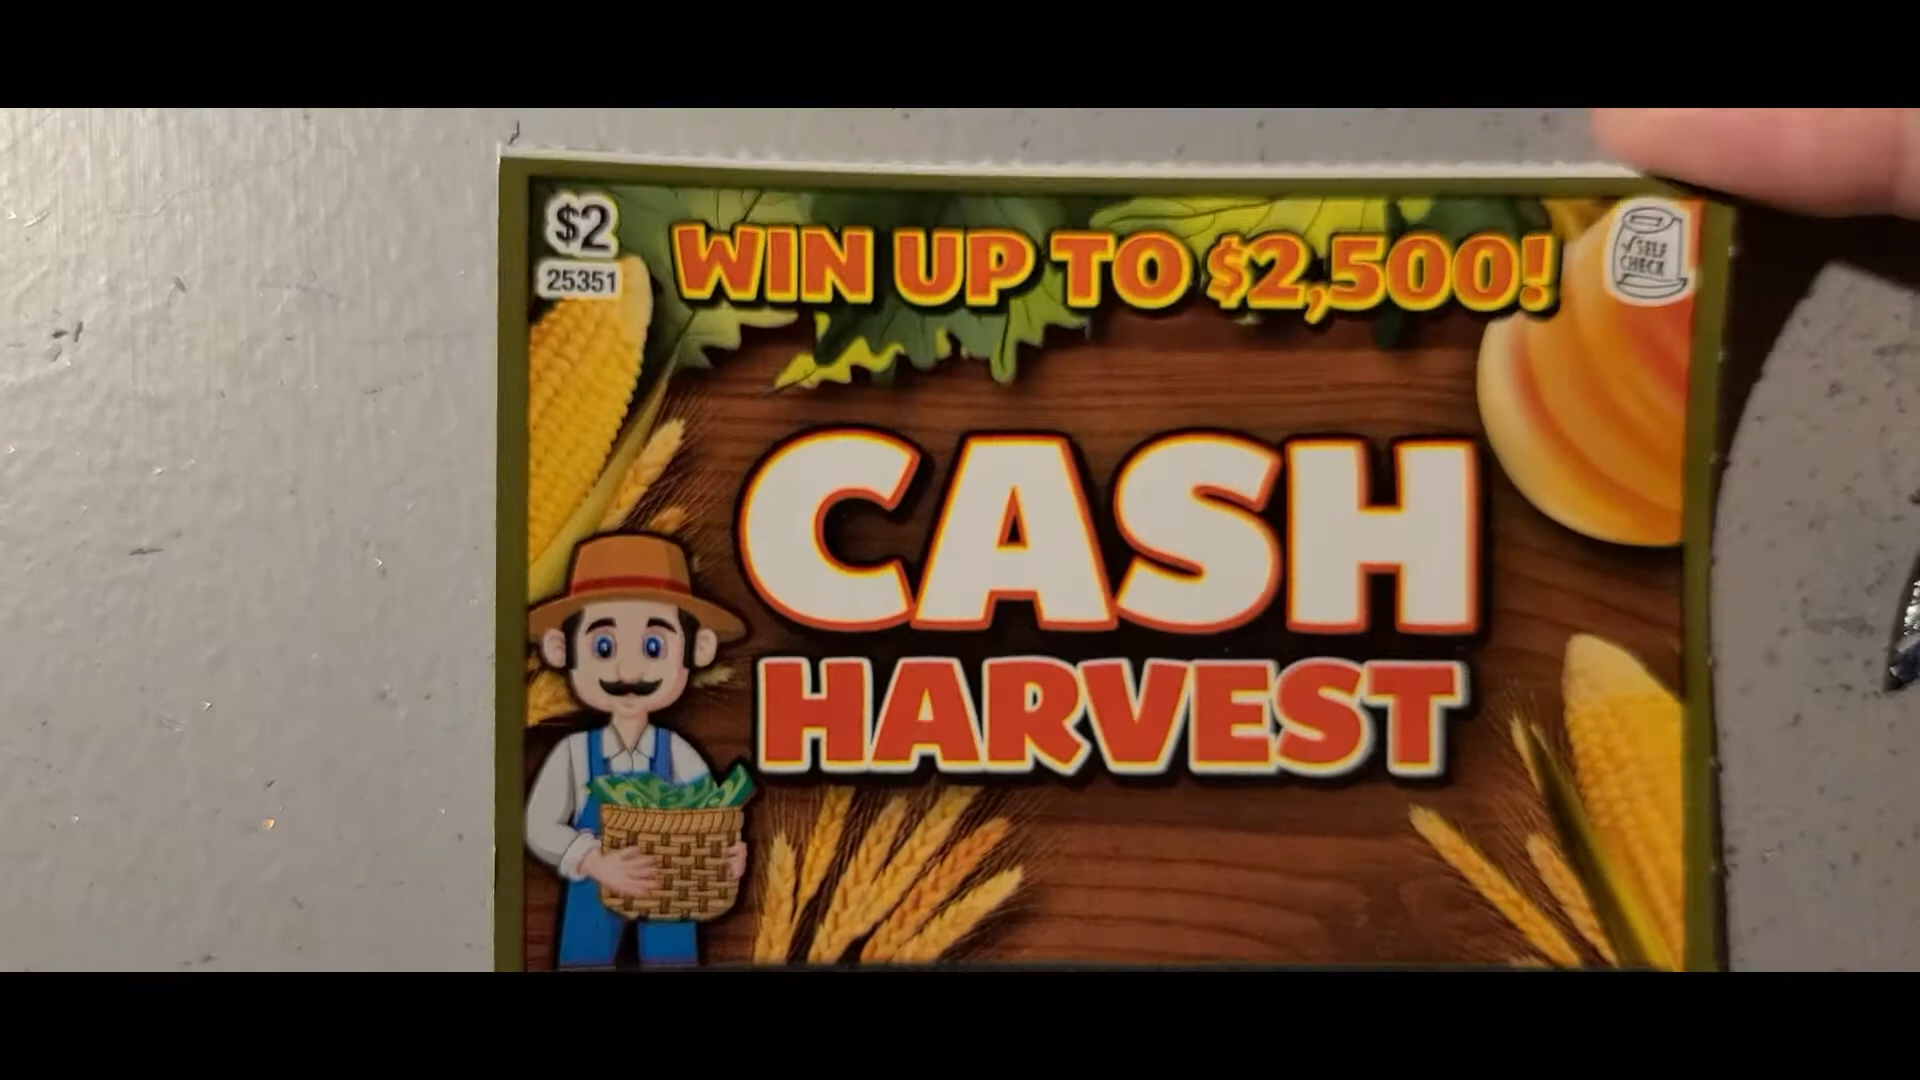 $2
25351
WIN UP TO $2,500!
√SELF
CHECK
CASH
HARVEST